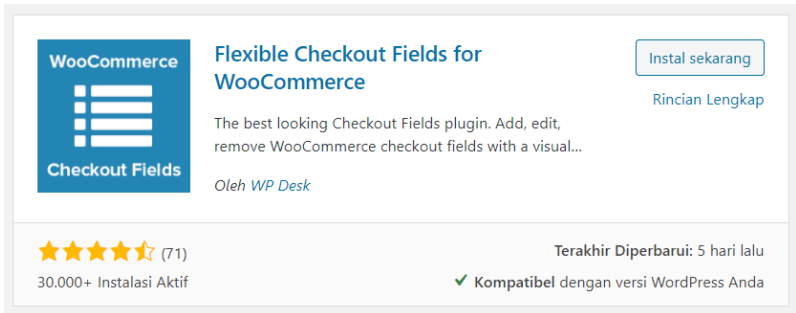 WooCommerce
Checkout Fields
Flexible Checkout Fields for
WooCommerce
The best looking Checkout Fields plugin. Add, edit,
remove WooCommerce checkout fields with a visual...
Oleh WP Desk
Instal sekarang
Rincian Lengkap
(71)
30.000+ Instalasi Aktif
Terakhir Diperbarui: 5 hari lalu
Kompatibel dengan versi WordPress Anda